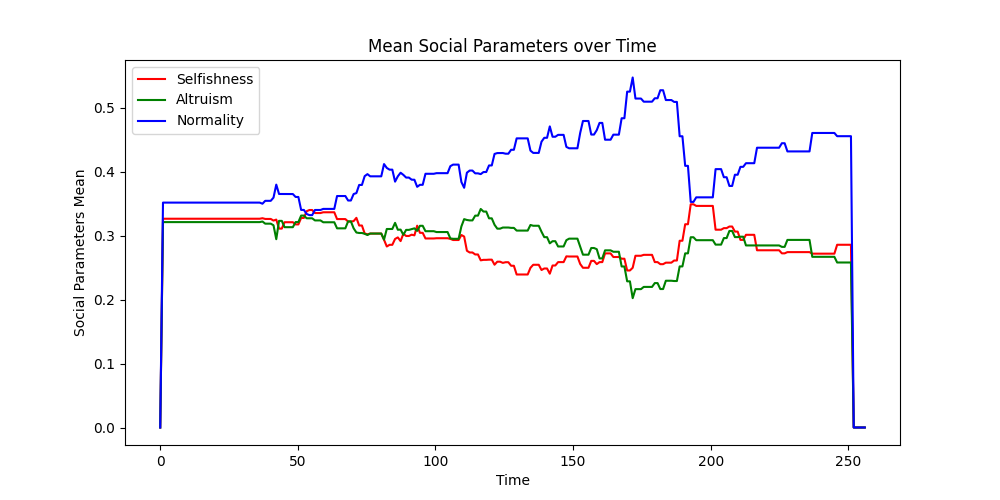 Mean Social Parameters over Time
Selfishness
Altruism
Normality
Social Parameters Mean
0.5
0.4
0.3
0.2
0.1
0.0
0 50 100 150 200 250
Time